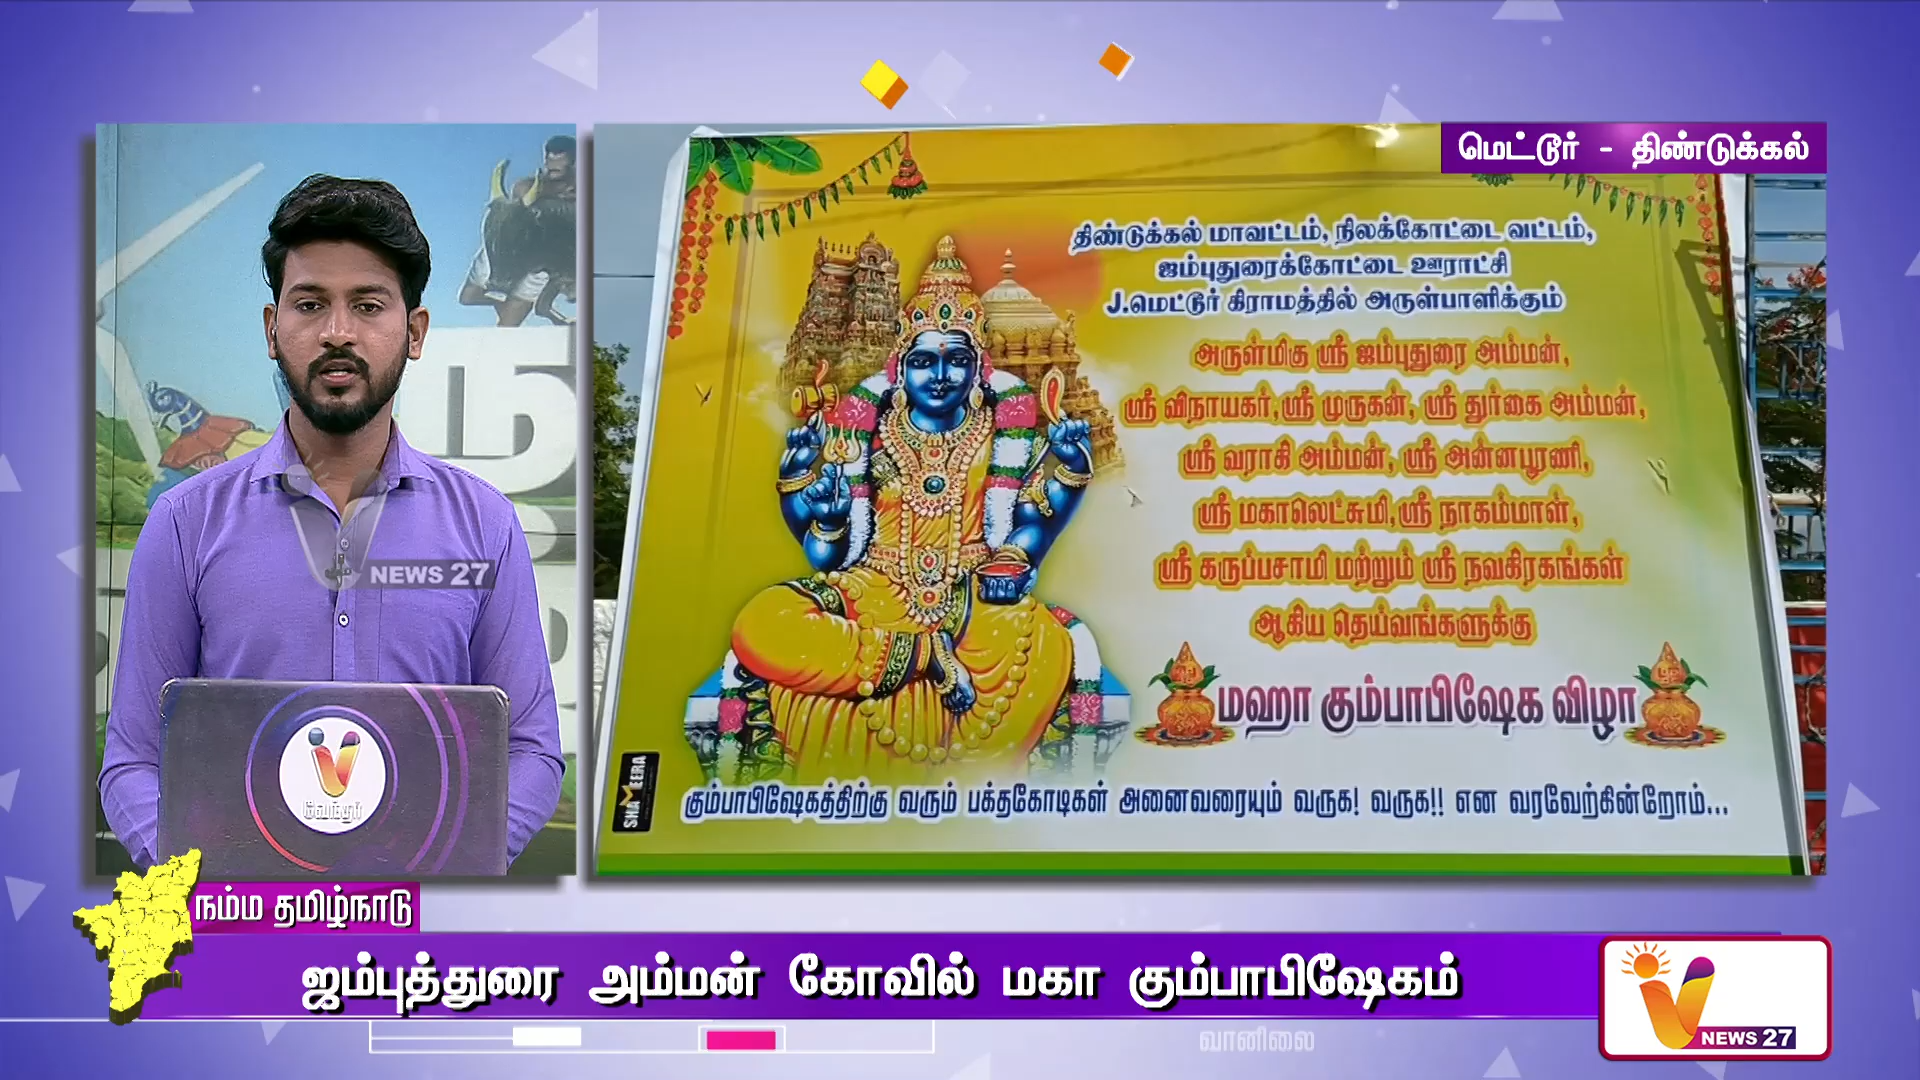 மெட்டூர் - திண்டுக்கல்
திண்டுக்கல் மாவட்டம், நிலக்கோட்டை வட்டம்,
ஜம்புதுரைக்கோட்டை ஊராட்சி
J.மெட்டூர் கிராமத்தில் அருள்பாளிக்கும்
அருள்மிகு ஸ்ரீ ஜம்புதுரை அம்மன்,
ஸ்ரீ விநாயகர், ஸ்ரீ முருகன், ஸ்ரீ துர்கை அம்மன்,
ஸ்ரீ வராகி அம்மன், ஸ்ரீ அன்னபூரணி,
ஸ்ரீ மகாலெட்சுமி, ஸ்ரீ நாகம்மாள்,
ஸ்ரீ கருப்பசாமி மற்றும் ஸ்ரீ நவகிரகங்கள்
ஆகிய தெய்வங்களுக்கு
மஹா கும்பாபிஷேக விழா
கும்பாபிஷேகத்திற்கு வரும் பக்தகோடிகள் அனைவரையும் வருக! வருக!! என வரவேற்கின்றோம்...
SHAMEERA
NEWS 27
வேந்தர்
நம்ம தமிழ்நாடு
ஜம்புத்துரை அம்மன் கோவில் மகா கும்பாபிஷேகம்
வானிலை
NEWS 27